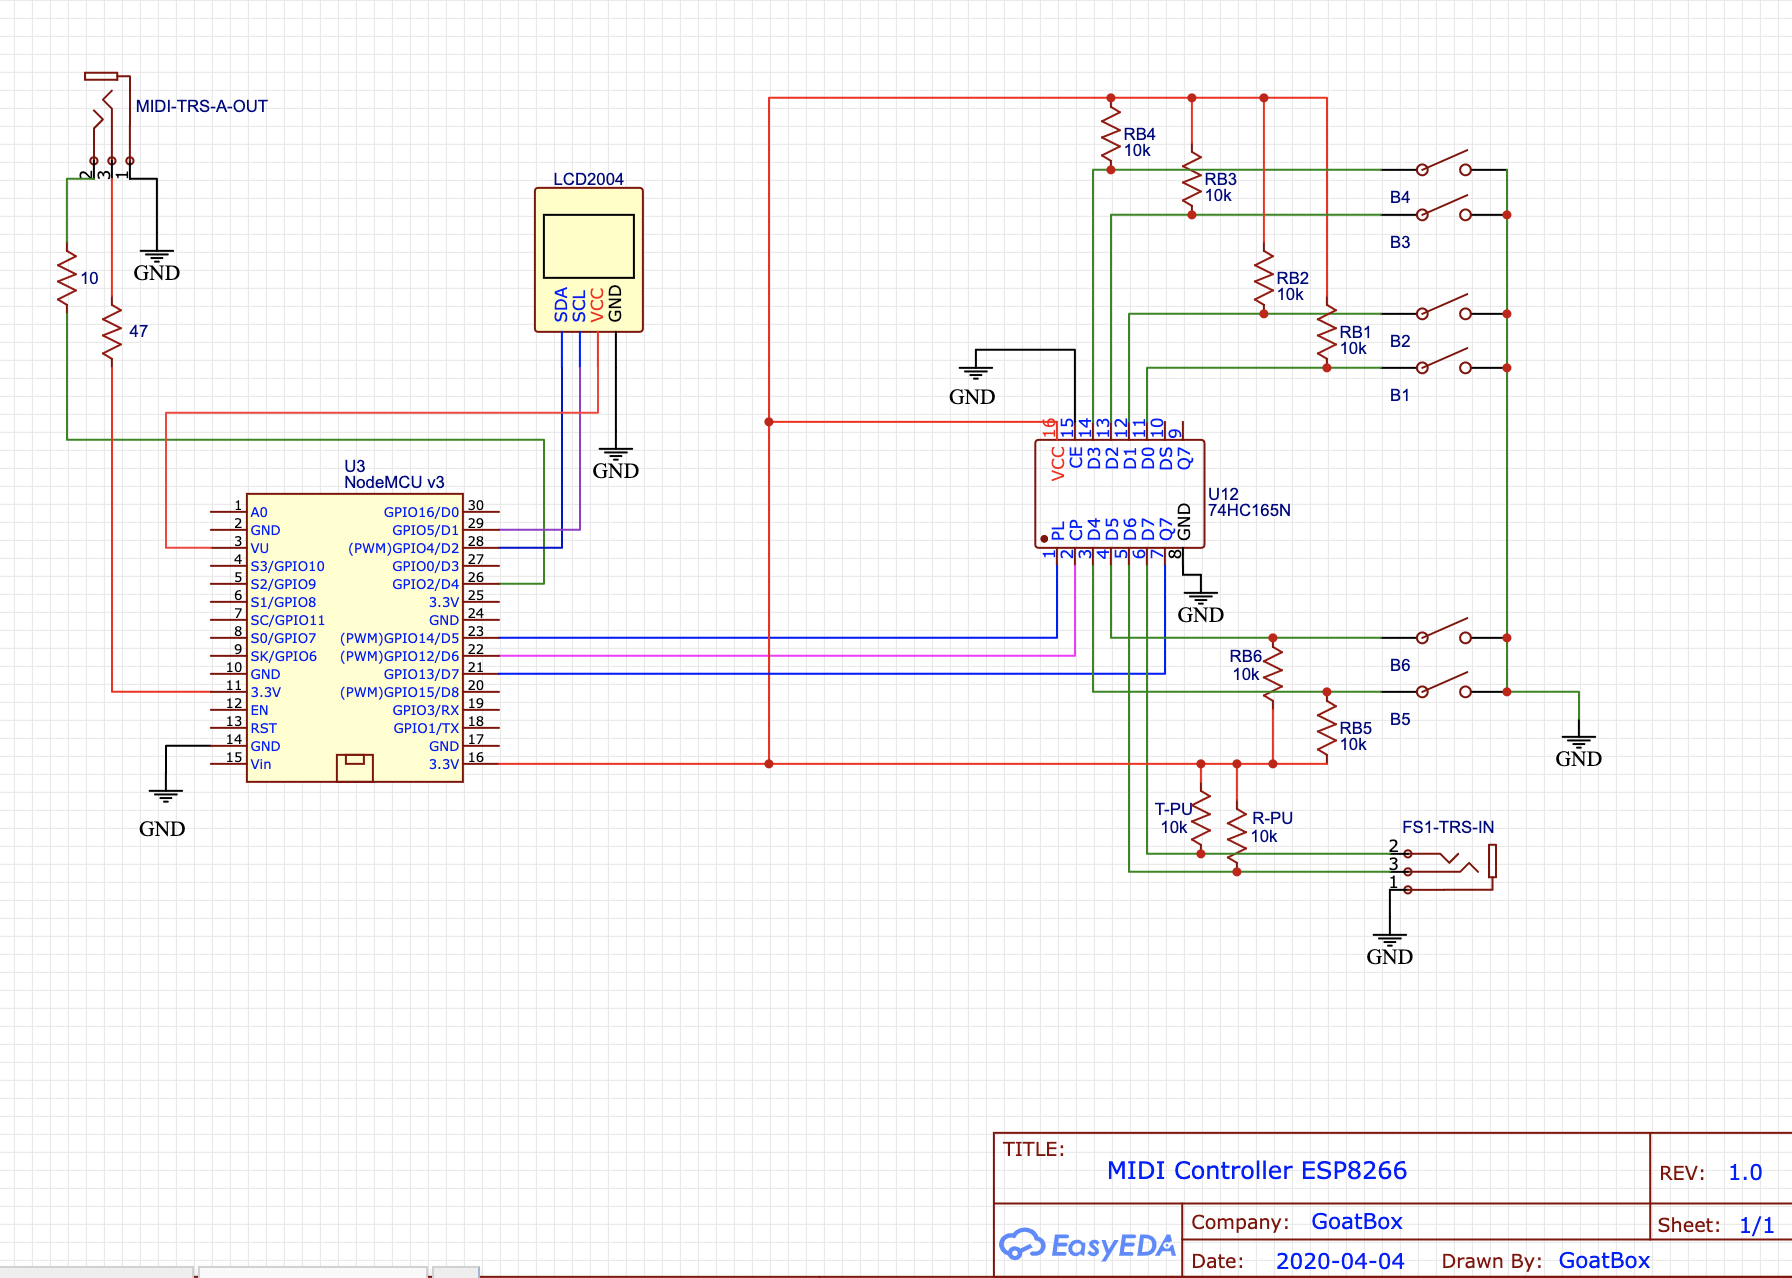 MIDI-TRS-A-OUT
2
3
1
GND
10
47
LCD2004
SDA
SCL
VCC
GND
GND
U3
NodeMCU v3
1 A0
2 GND
3 VU
4 S3/GPIO10
5 S2/GPIO9
6 S1/GPIO8
7 SC/GPIO11
8 S0/GPIO7
9 SK/GPIO6
10 GND
11 3.3V
12 EN
13 RST
14 GND
15 Vin
GPIO16/D0 30
GPIO5/D1 29
(PWM)GPIO4/D2 28
GPIO0/D3 27
GPIO2/D4 26
3.3V 25
GND 24
(PWM)GPIO14/D5 23
(PWM)GPIO12/D6 22
GPIO13/D7 21
(PWM)GPIO15/D8 20
GPIO3/RX 19
GPIO1/TX 18
GND 17
3.3V 16
GND
RB4
10k
RB3
10k
RB2
10k
RB1
10k
B4
B3
B2
B1
GND
16 15 14 13 12 11 10 9
VCC CE D3 D2 D1 D0 DS Q7
U12
74HC165N
PL CP D4 D5 D6 D7 Q7 GND
1 2 3 4 5 6 7 8
GND
RB6
10k
B6
RB5
10k
B5
GND
T-PU
10k
R-PU
10k
FS1-TRS-IN
2
3
1
GND
TITLE:
MIDI Controller ESP8266
REV: 1.0
EasyEDA
Company: GoatBox
Sheet: 1/1
Date: 2020-04-04
Drawn By: GoatBox